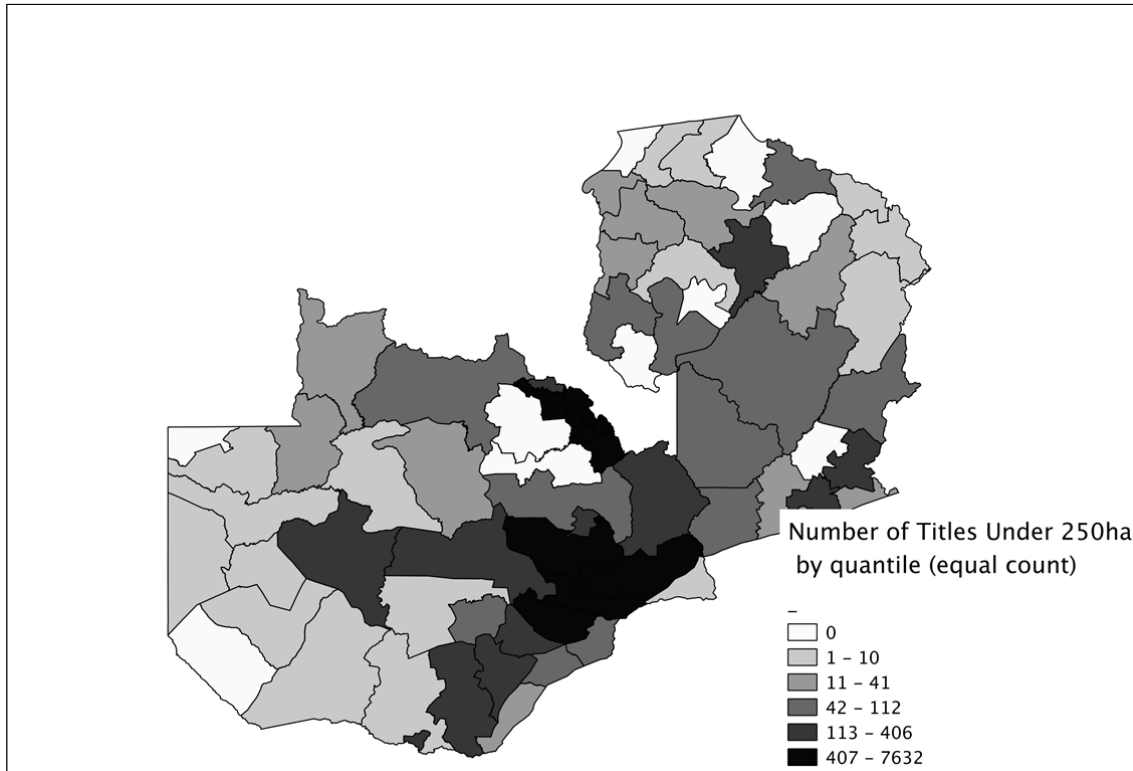 Number of Titles Under 250ha
by quantile (equal count)
–
0
1 – 10
11 – 41
42 – 112
113 – 406
407 – 7632